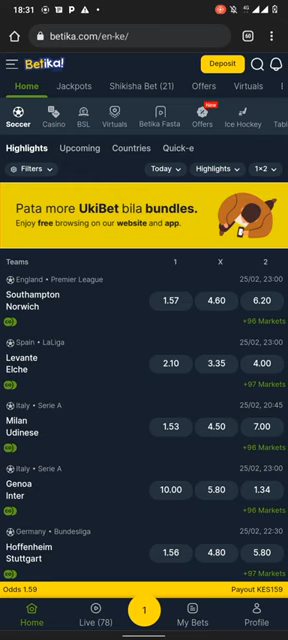 18:31
4G
betika.com/en-ke/
Betika!
Deposit
Home Jackpots Shikisha Bet (21) Offers Virtuals
New
Soccer Casino BSL Virtuals Betika Fasta Offers Ice Hockey
Highlights Upcoming Countries Quick-e
Filters Today Highlights 1×2
Pata more UkiBet bila bundles.
Enjoy free browsing on our website and app.
Teams 1 X 2
England • Premier League 25/02, 23:00
Southampton
Norwich
1.57 4.60 6.20
+96 Markets
Spain • LaLiga 25/02, 23:00
Levante
Elche
2.10 3.35 4.00
+97 Markets
Italy • Serie A 25/02, 20:45
Milan
Udinese
1.53 4.50 7.00
+96 Markets
Italy • Serie A 25/02, 23:00
Genoa
Inter
10.00 5.80 1.34
+96 Markets
Germany • Bundesliga 25/02, 22:30
Hoffenheim
Stuttgart
1.56 4.80 5.80
+97 Markets
Odds 1.59 Payout KES159
Home Live (78) 1 My Bets Profile